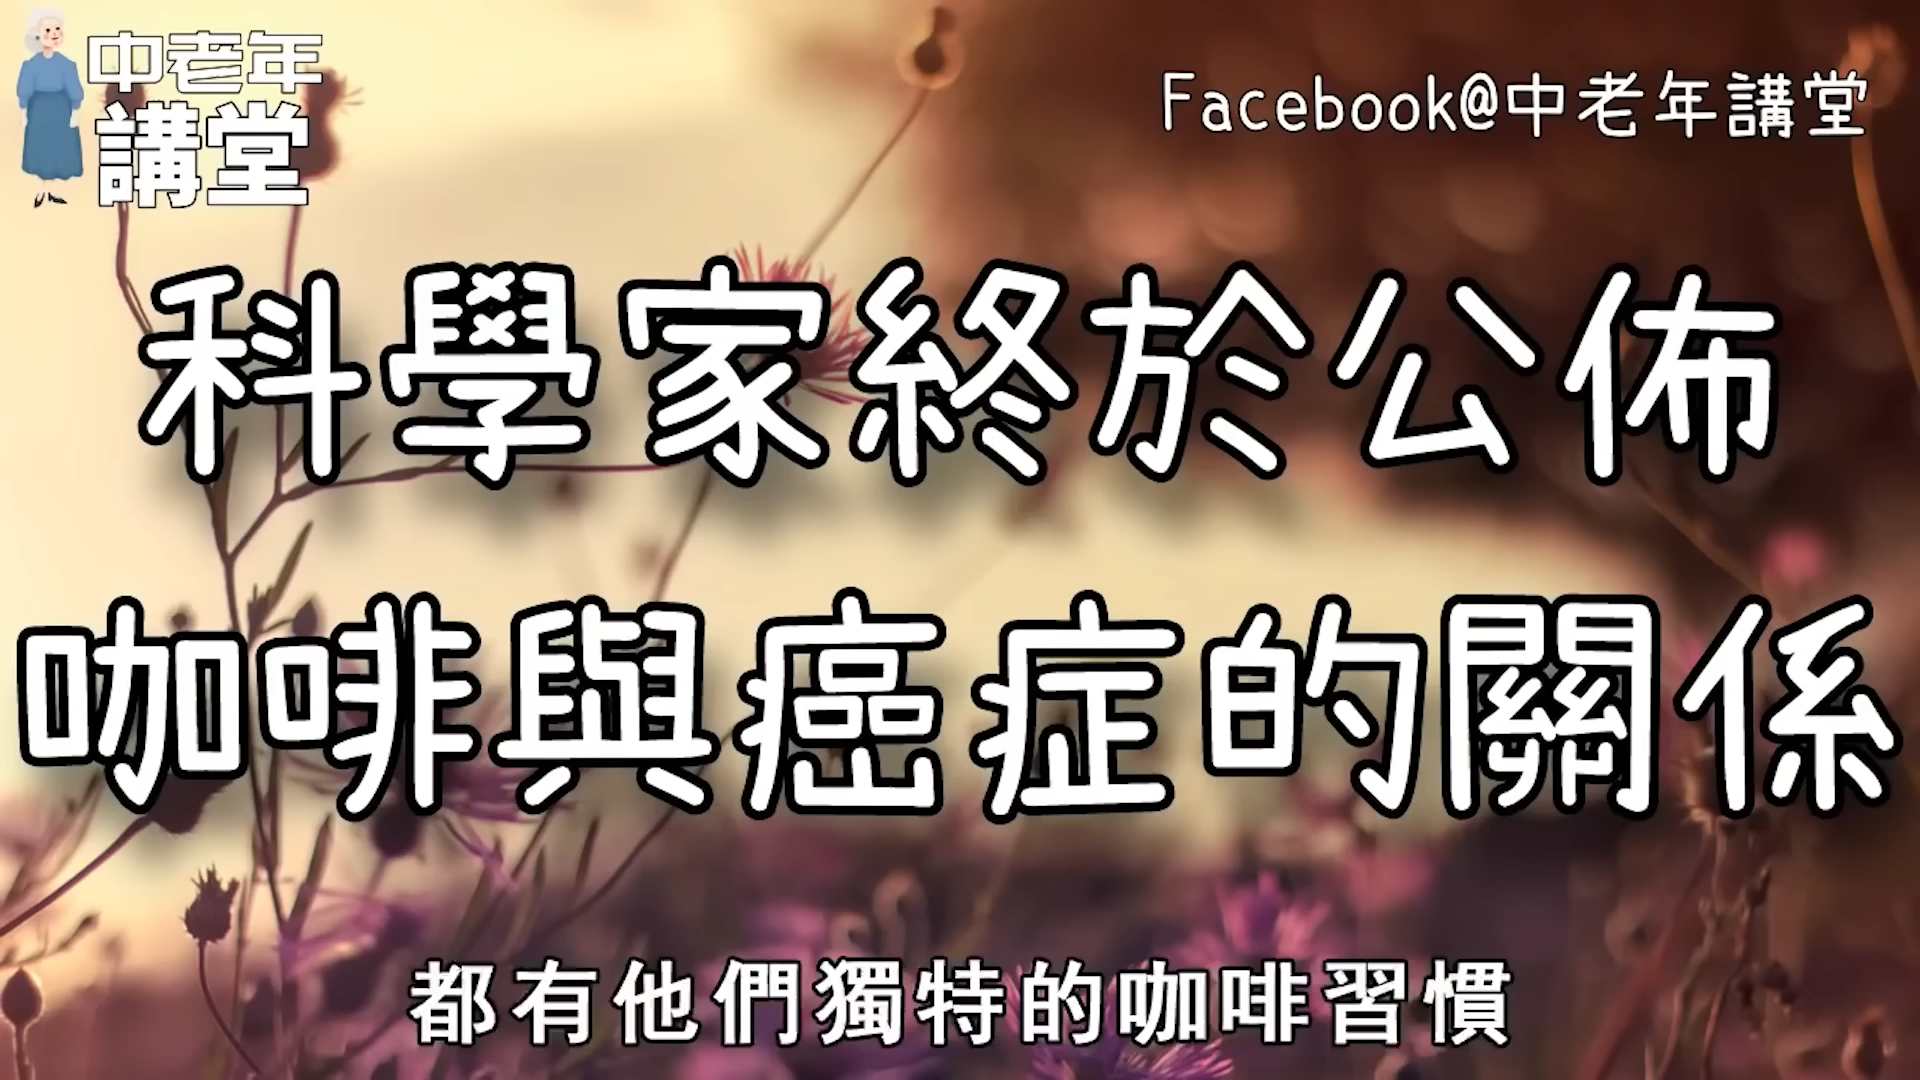 中老年
講堂
Facebook@中老年講堂
科學家終於公佈
咖啡與癌症的關係
都有他們獨特的咖啡習慣